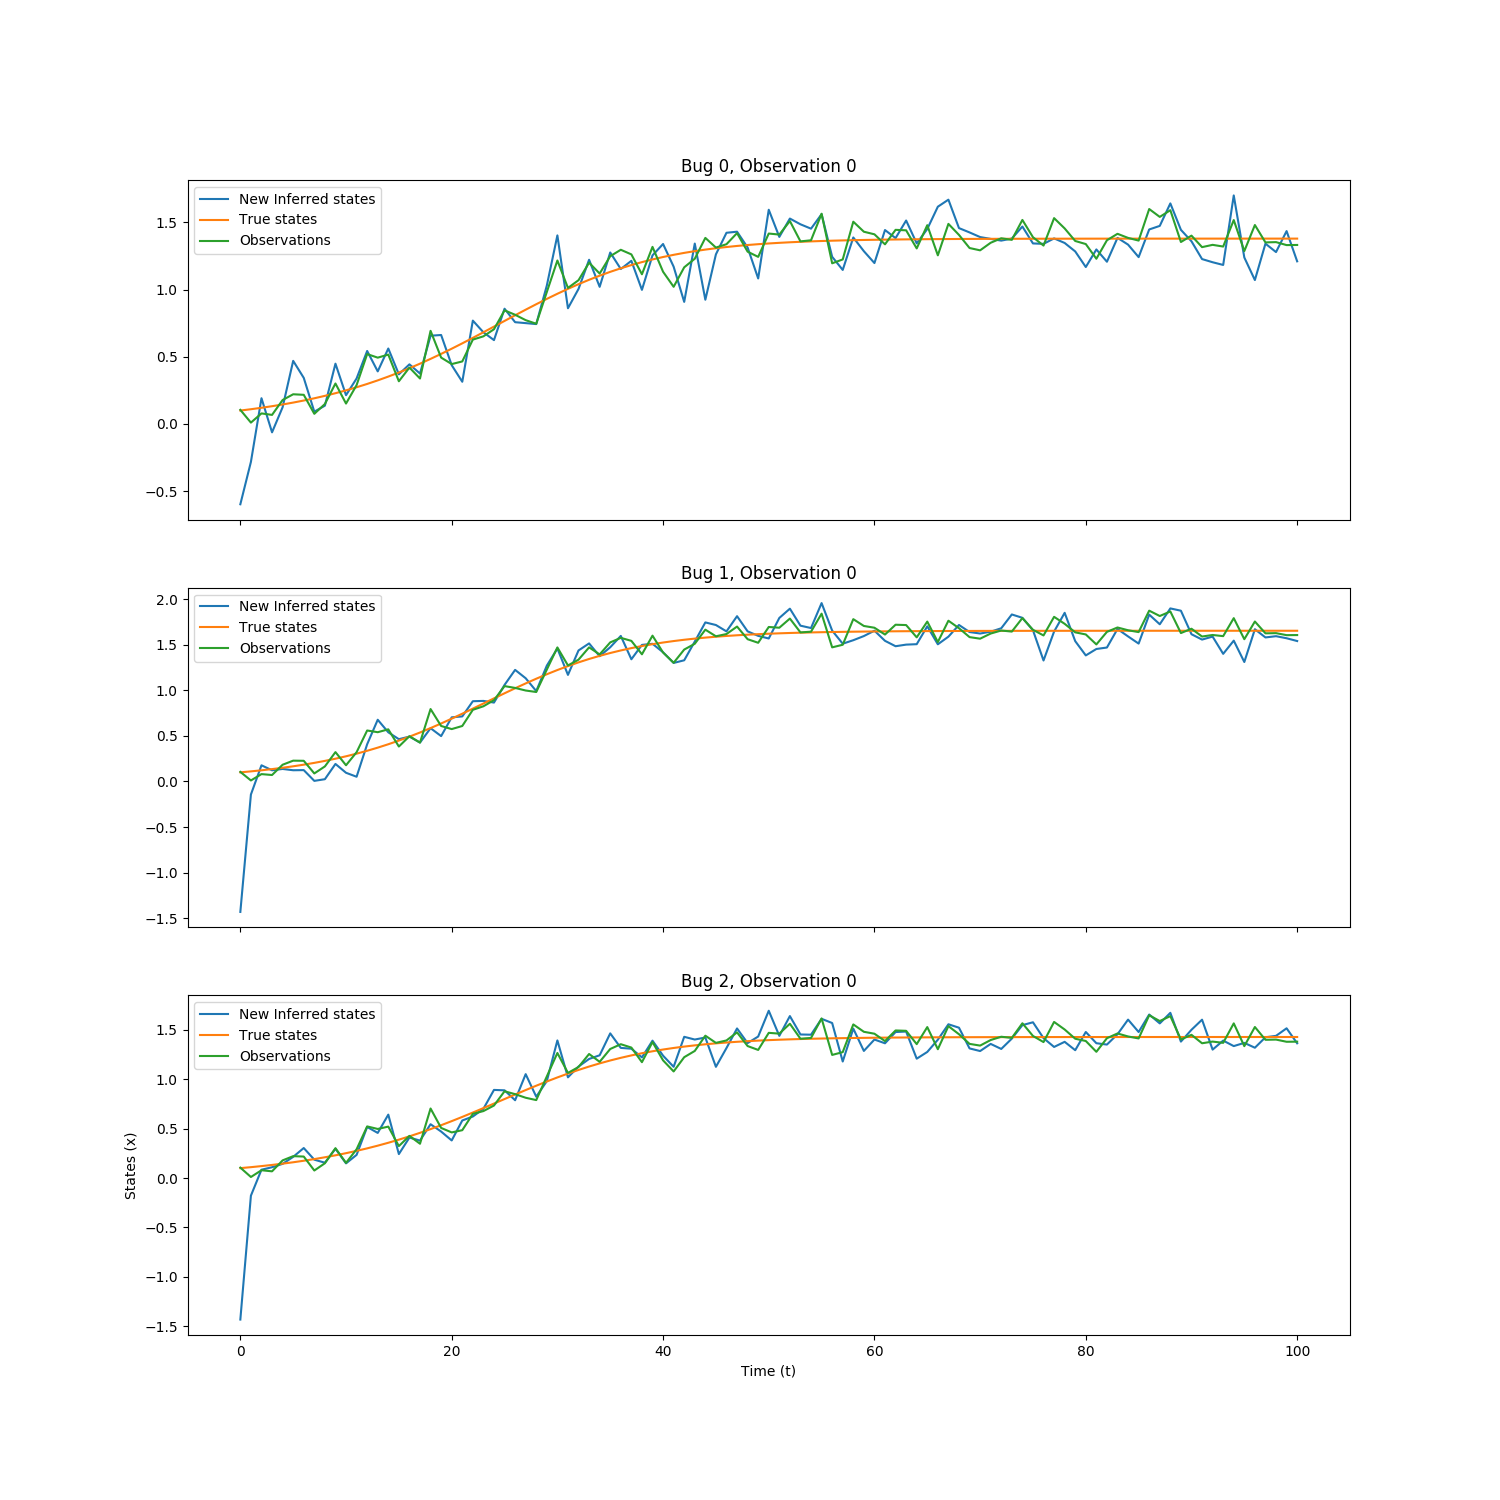 Bug 0, Observation 0
New Inferred states
True states
Observations
1.5
1.0
0.5
0.0
−0.5
Bug 1, Observation 0
New Inferred states
True states
Observations
2.0
1.5
1.0
0.5
0.0
−0.5
−1.0
−1.5
Bug 2, Observation 0
New Inferred states
True states
Observations
1.5
1.0
0.5
0.0
−0.5
−1.0
−1.5
States (x)
0 20 40 60 80 100
Time (t)